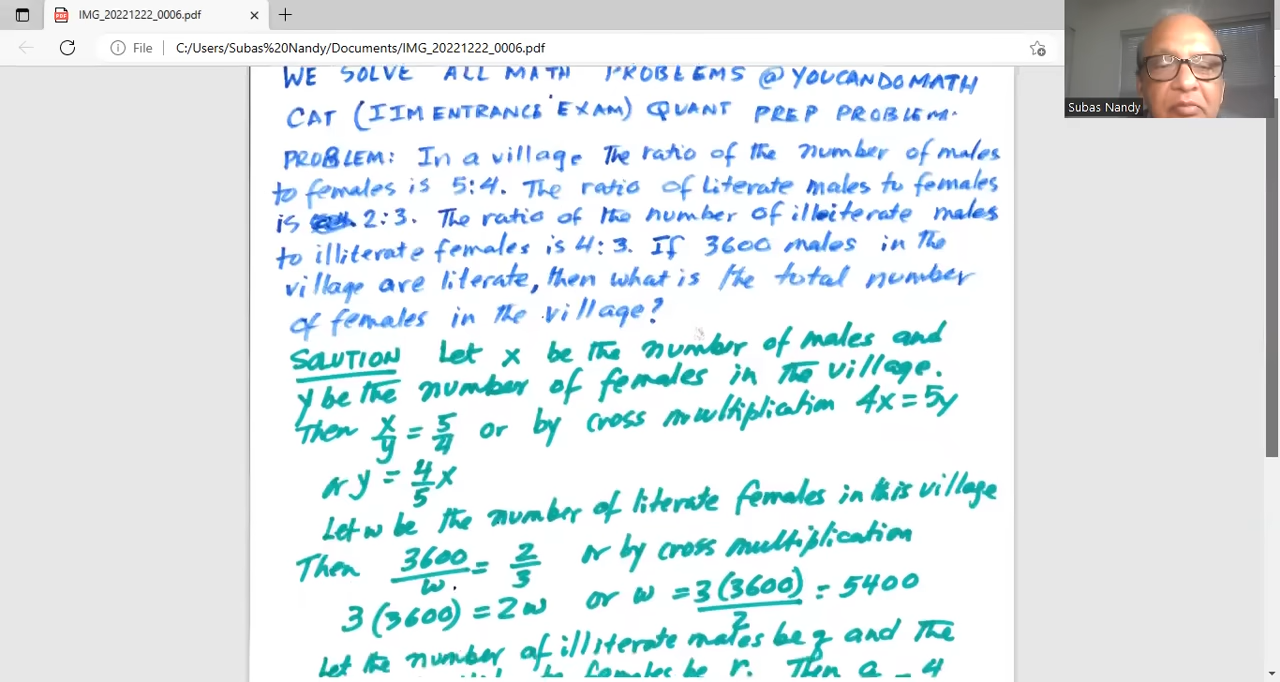 IMG_20221222_0006.pdf
File C:/Users/Subas%20Nandy/Documents/IMG_20221222_0006.pdf
Subas Nandy
WE SOLVE ALL MATH PROBLEMS @YOUCANDOMATH
CAT (IIM ENTRANCE EXAM) QUANT PREP PROBLEM.
PROBLEM: In a village the ratio of the number of males
to females is 5:4. The ratio of literate males to females
is 2:3. The ratio of the number of illeiterate males
to illiterate females is 4:3. If 3600 males in the
village are literate, then what is the total number
of females in the village?
SOLUTION Let x be the number of males and
y be the number of females in the village.
Then x/y = 5/4 or by cross multiplication 4x = 5y
or y = 4/5 x
Let w be the number of literate females in this village
Then 3600/w = 2/3 or by cross multiplication
3(3600) = 2w or w = 3(3600)/2 = 5400
Let the number of illiterate males be q and the
females be r. Then